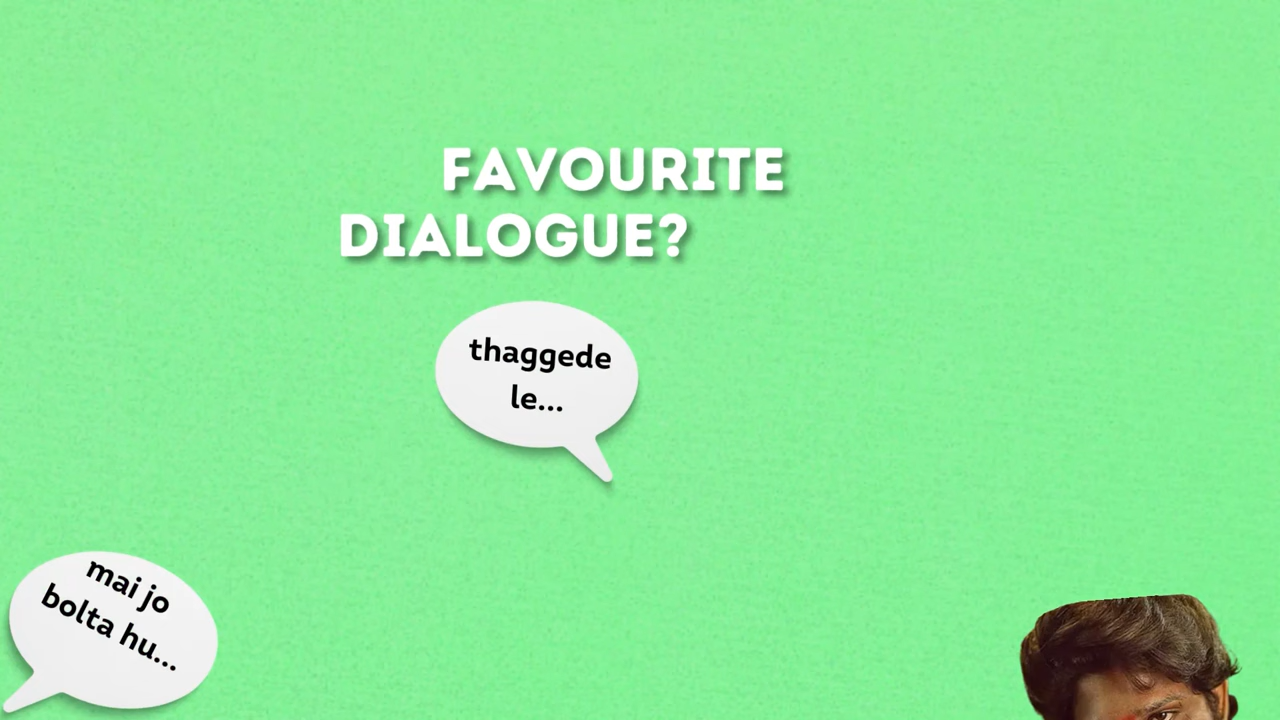 FAVOURITE
DIALOGUE?
thaggede
le...
mai jo
bolta hu...